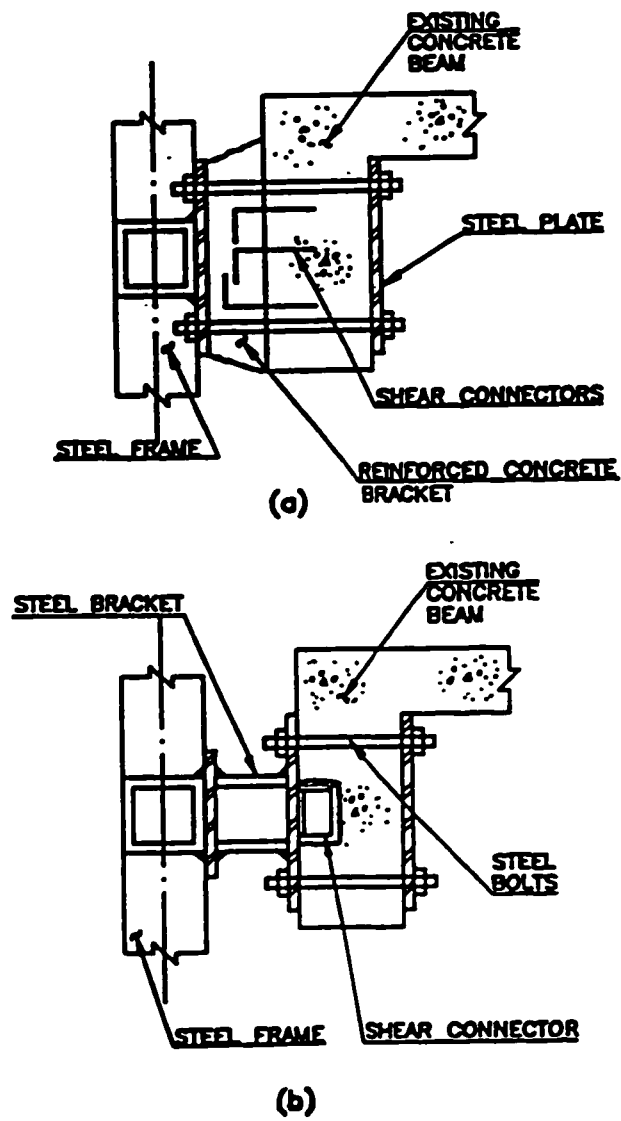 EXISTING
CONCRETE
BEAM
STEEL PLATE
SHEAR CONNECTORS
STEEL FRAME
REINFORCED CONCRETE
BRACKET
(a)
EXISTING
CONCRETE
BEAM
STEEL BRACKET
STEEL
BOLTS
STEEL FRAME
SHEAR CONNECTOR
(b)